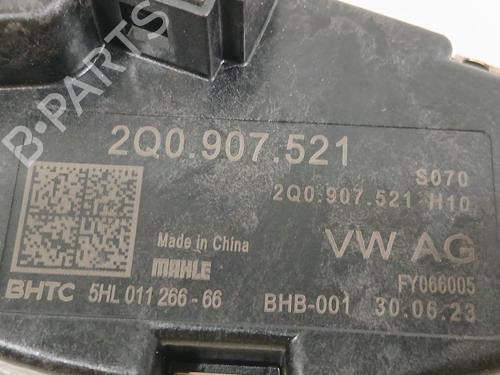 B-PARTS
2Q0.907.521
S070
2Q0.907.521 H10
Made in China
VW AG
MAHLE
FY066005
BHTC 5HL 011 266-66 BHB-001 30.06.23